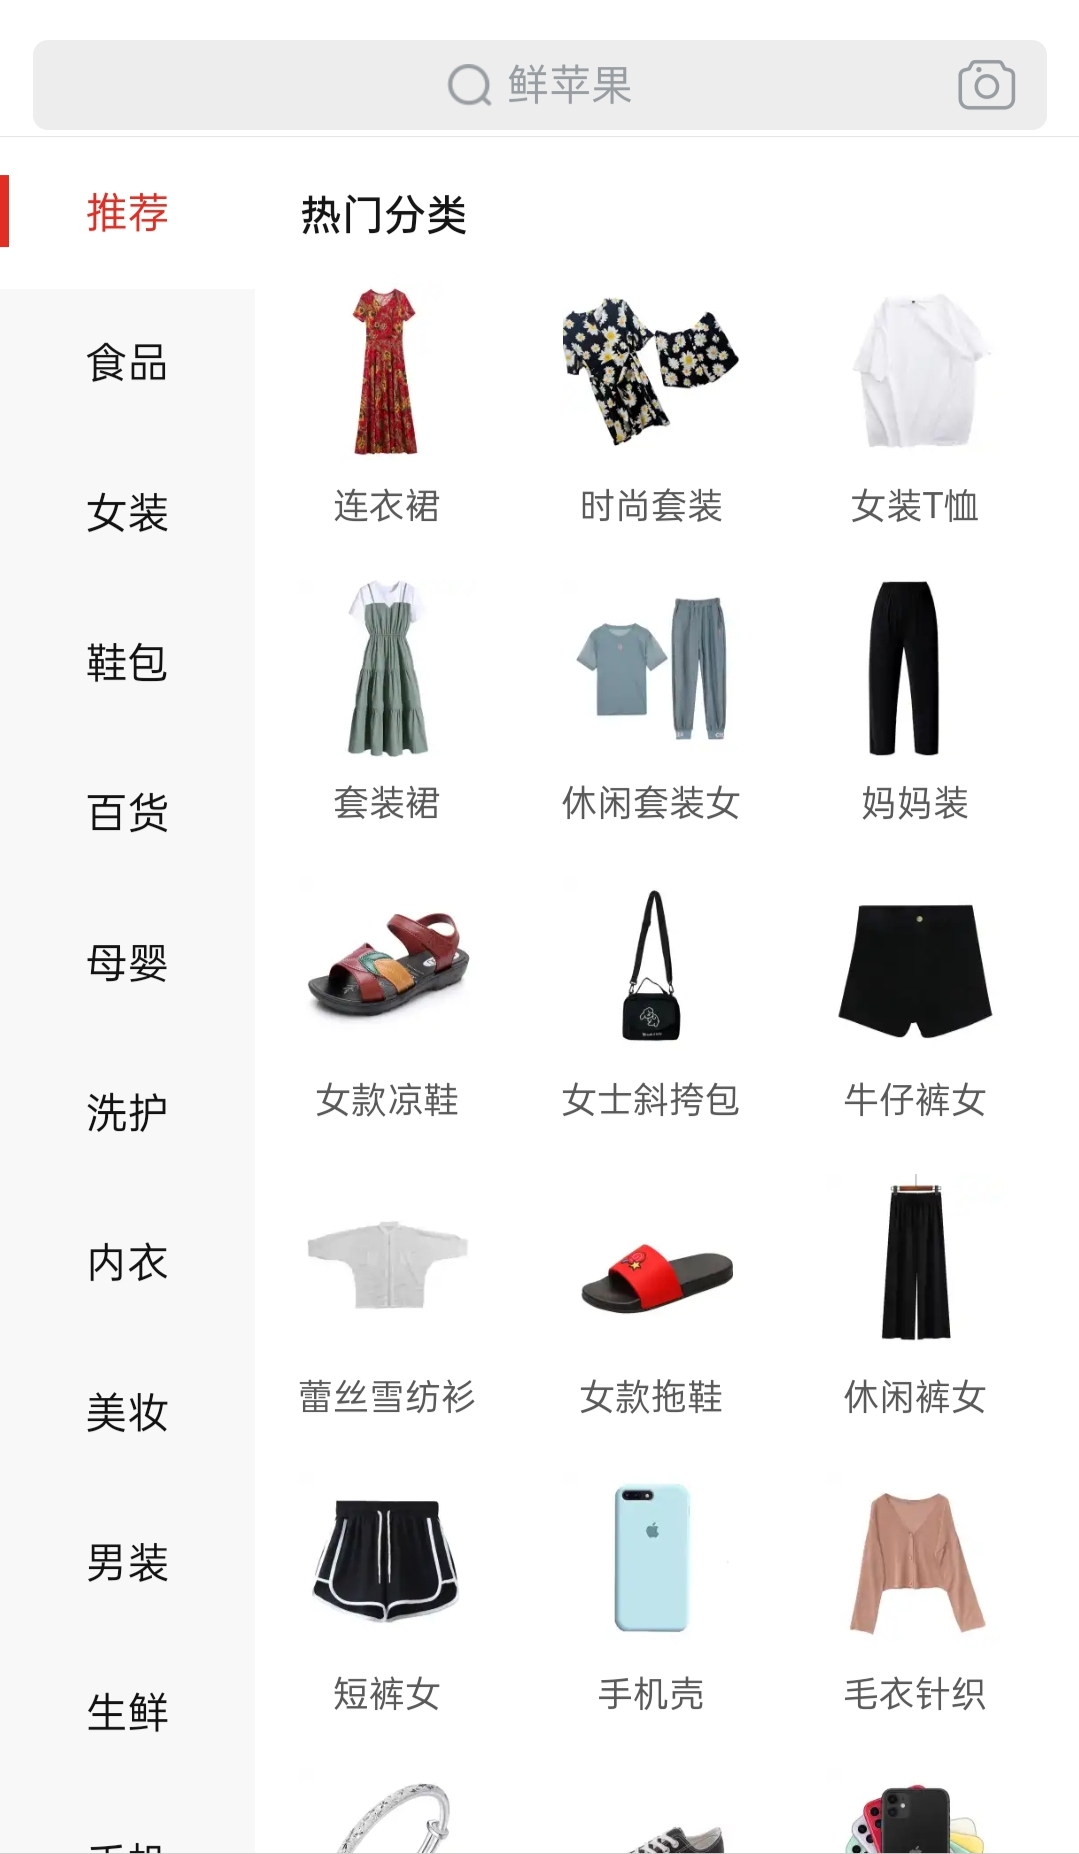 鲜苹果
推荐
热门分类
食品
女装
鞋包
百货
母婴
洗护
内衣
美妆
男装
生鲜
连衣裙 时尚套装 女装T恤
套装裙 休闲套装女 妈妈装
女款凉鞋 女士斜挎包 牛仔裤女
蕾丝雪纺衫 女款拖鞋 休闲裤女
短裤女 手机壳 毛衣针织